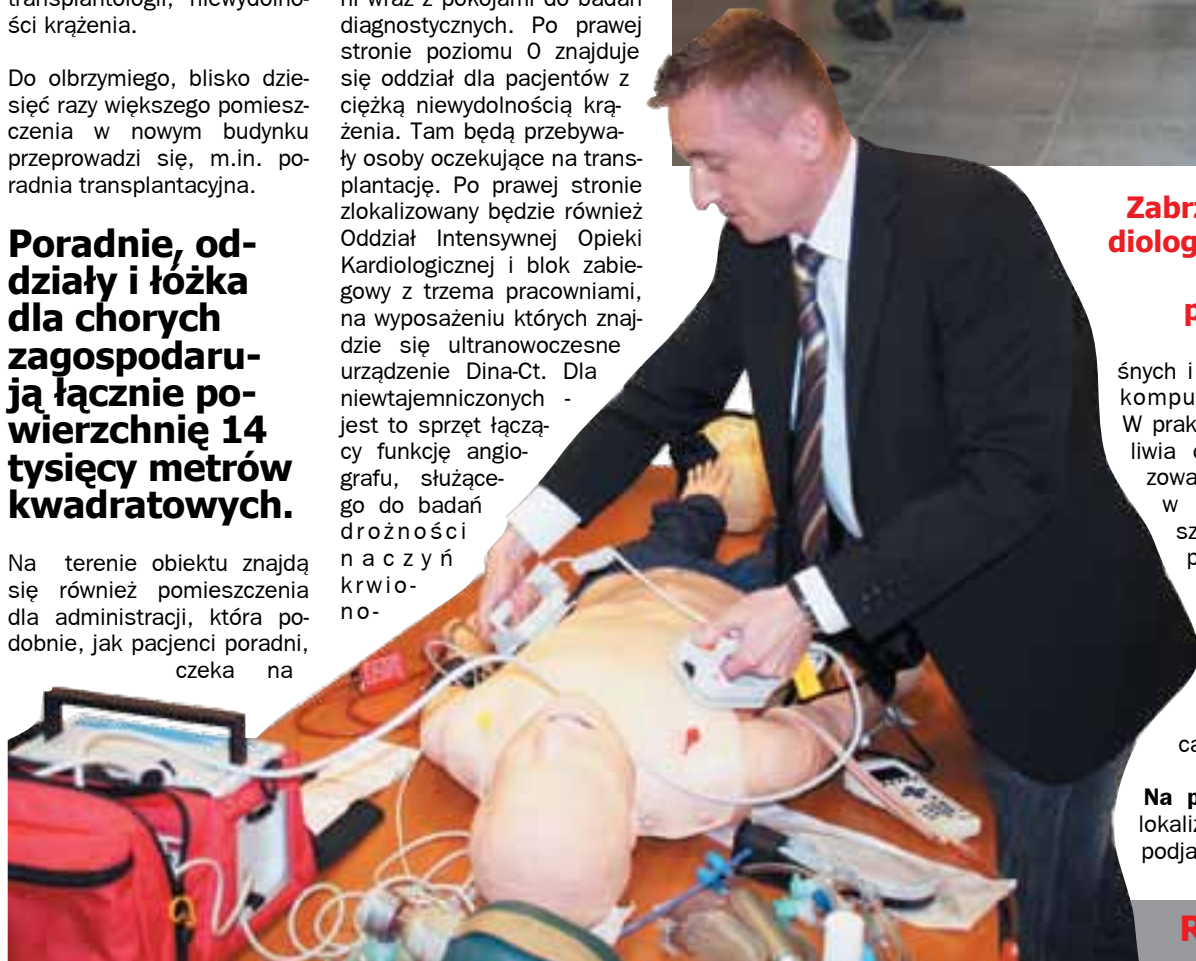 transplantologii, niewydolno-
ści krążenia.
Do olbrzymiego, blisko dzie-
sięć razy większego pomiesz-
czenia w nowym budynku
przeprowadzi się, m.in. po-
radnia transplantacyjna.
Poradnie, od-
działy i łóżka
dla chorych
zagospodaru-
ją łącznie po-
wierzchnię 14
tysięcy metrów
kwadratowych.
Na terenie obiektu znajdą
się również pomieszczenia
dla administracji, która po-
dobnie, jak pacjenci poradni,
czeka na
ni wraz z pokojami do badań
diagnostycznych. Po prawej
stronie poziomu 0 znajduje
się oddział dla pacjentów z
ciężką niewydolnością krą-
żenia. Tam będą przebywa-
ły osoby oczekujące na trans-
plantację. Po prawej stronie
zlokalizowany będzie również
Oddział Intensywnej Opieki
Kardiologicznej i blok zabie-
gowy z trzema pracowniami,
na wyposażeniu których znaj-
dzie się ultranowoczesne
urządzenie Dina-Ct. Dla
niewtajemniczonych -
jest to sprzęt łączą-
cy funkcję angio-
grafu, służące-
go do badań
drożności
naczyń
krwio-
no-
Zabrz
diolog
p
śnych i
kompu
W prak
liwia
zowa
w
sz
p
ca
Na p
lokaliz
podja
R